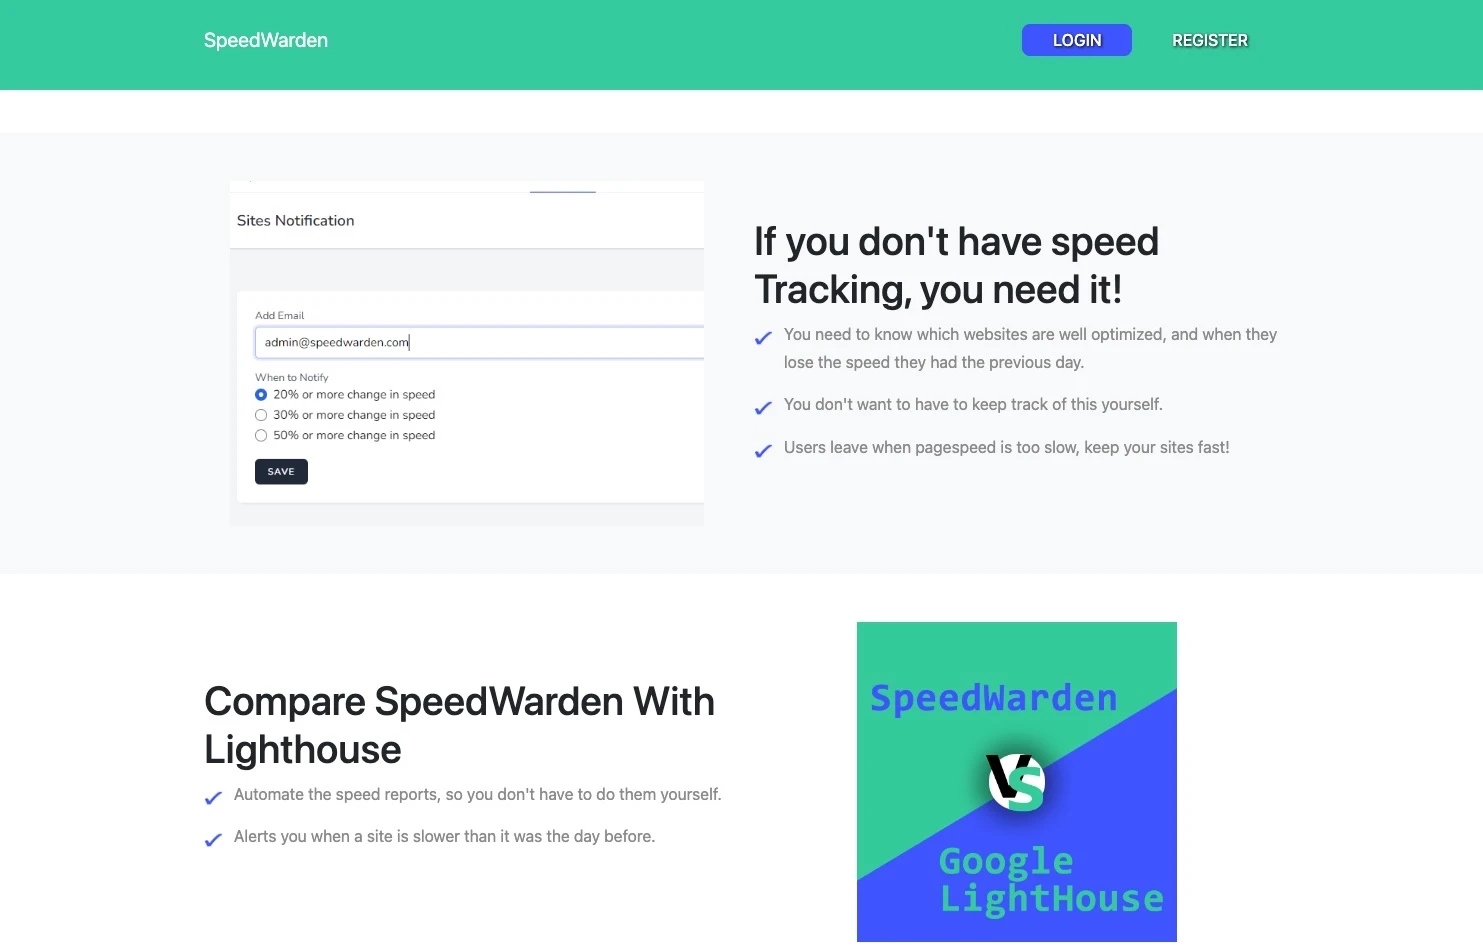 SpeedWarden
LOGIN
REGISTER
Sites Notification
Add Email
admin@speedwarden.com
When to Notify
20% or more change in speed
30% or more change in speed
50% or more change in speed
SAVE
If you don't have speed
Tracking, you need it!
You need to know which websites are well optimized, and when they
lose the speed they had the previous day.
You don't want to have to keep track of this yourself.
Users leave when pagespeed is too slow, keep your sites fast!
Compare SpeedWarden With
Lighthouse
Automate the speed reports, so you don't have to do them yourself.
Alerts you when a site is slower than it was the day before.
SpeedWarden
VS
Google
LightHouse